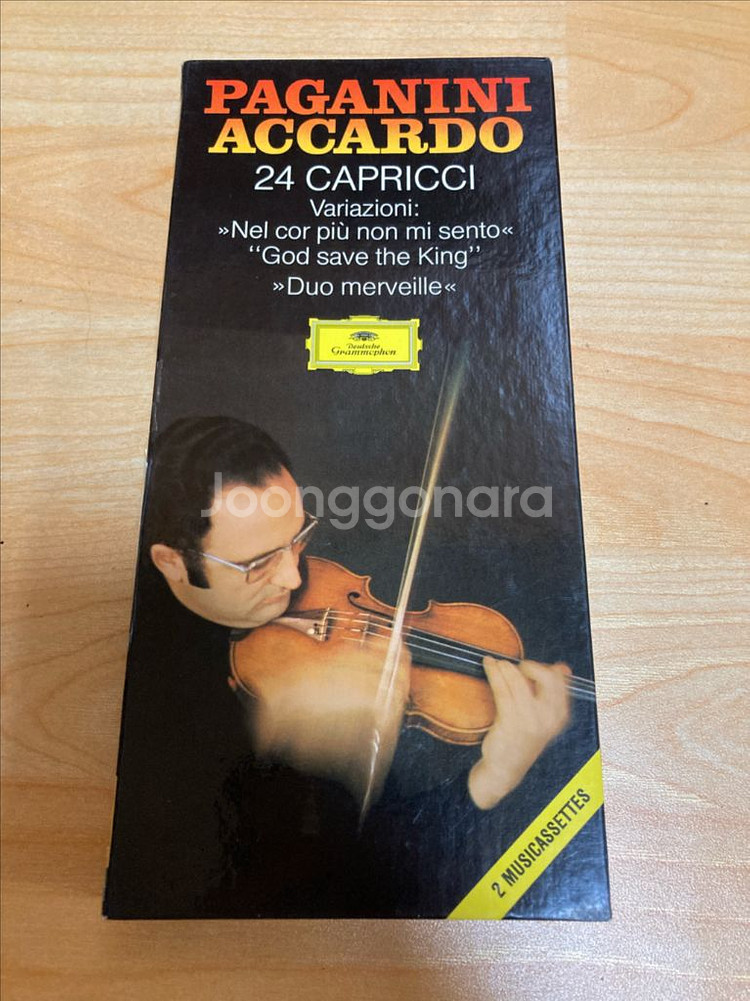 PAGANINI
ACCARDO
24 CAPRICCI
Variazioni:
»Nel cor più non mi sento«
‘‘God save the King’’
»Duo merveille«
Deutsche
Grammophon
Joonggonara
2 MUSICASSETTES